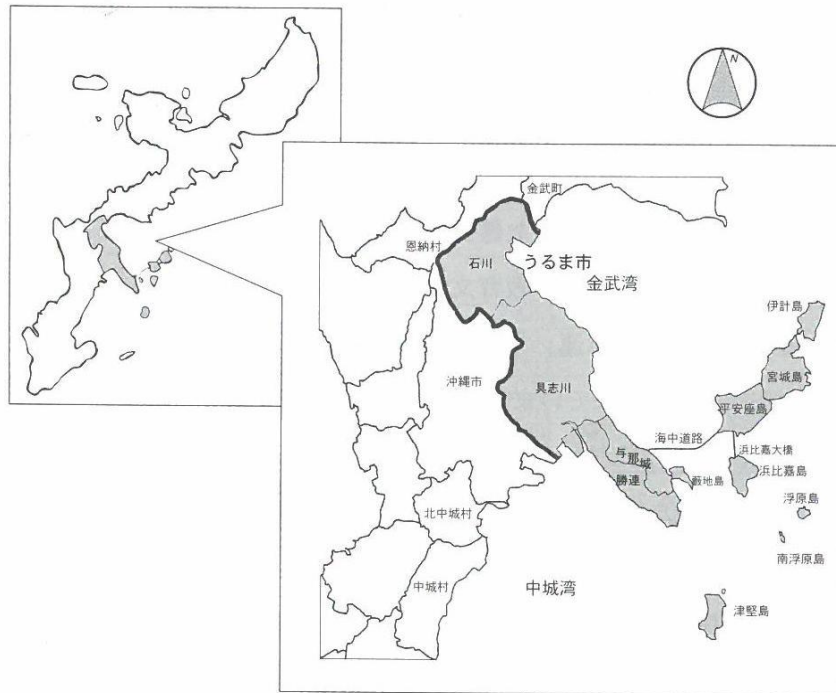 N
金武町
恩納村
石川
うるま市
金武湾
伊計島
宮城島
沖縄市
具志川
平安座島
海中道路
与那城
浜比嘉大橋
勝連
藪地島
浜比嘉島
浮原島
北中城村
南浮原島
中城村
中城湾
津堅島